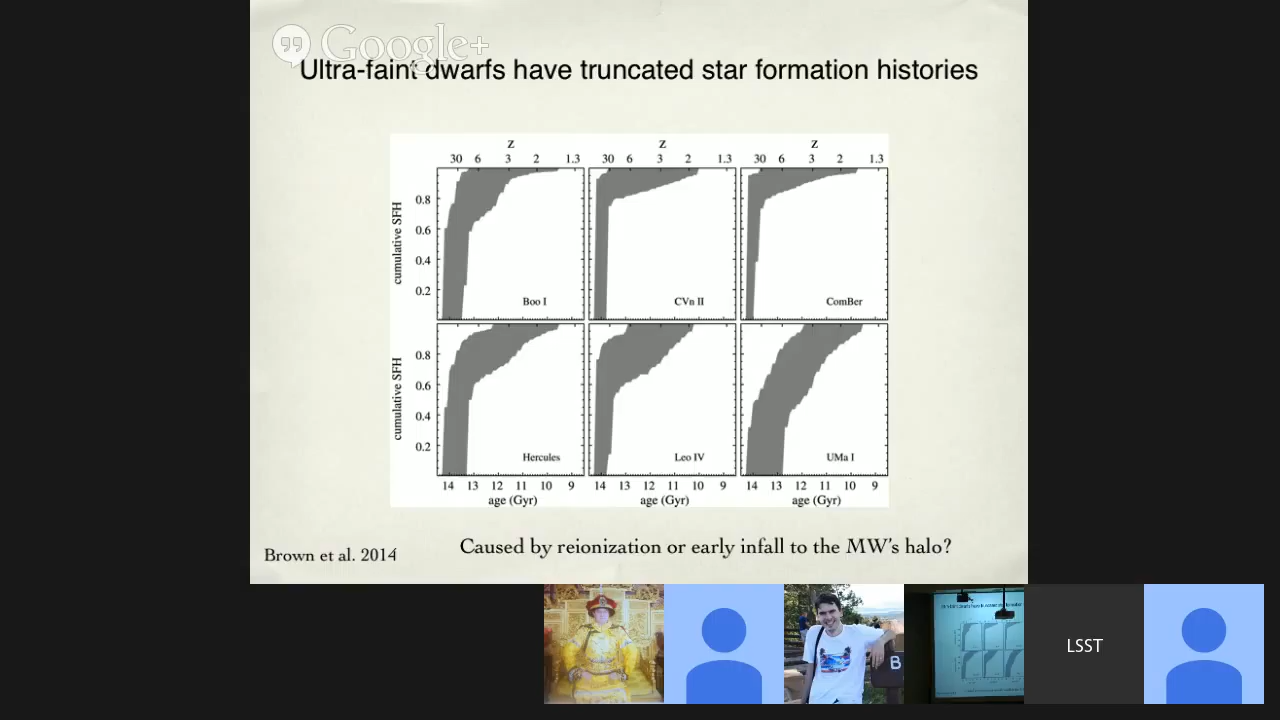 Google+
Ultra-faint dwarfs have truncated star formation histories
z z z
30 6 3 2 1.3 30 6 3 2 1.3 30 6 3 2 1.3
cumulative SFH
0.8
0.6
0.4
0.2
Boo I CVn II ComBer
cumulative SFH
0.8
0.6
0.4
0.2
Hercules Leo IV UMa I
14 13 12 11 10 9 14 13 12 11 10 9 14 13 12 11 10 9
age (Gyr) age (Gyr) age (Gyr)
Caused by reionization or early infall to the MW's halo?
Brown et al. 2014
B
LSST